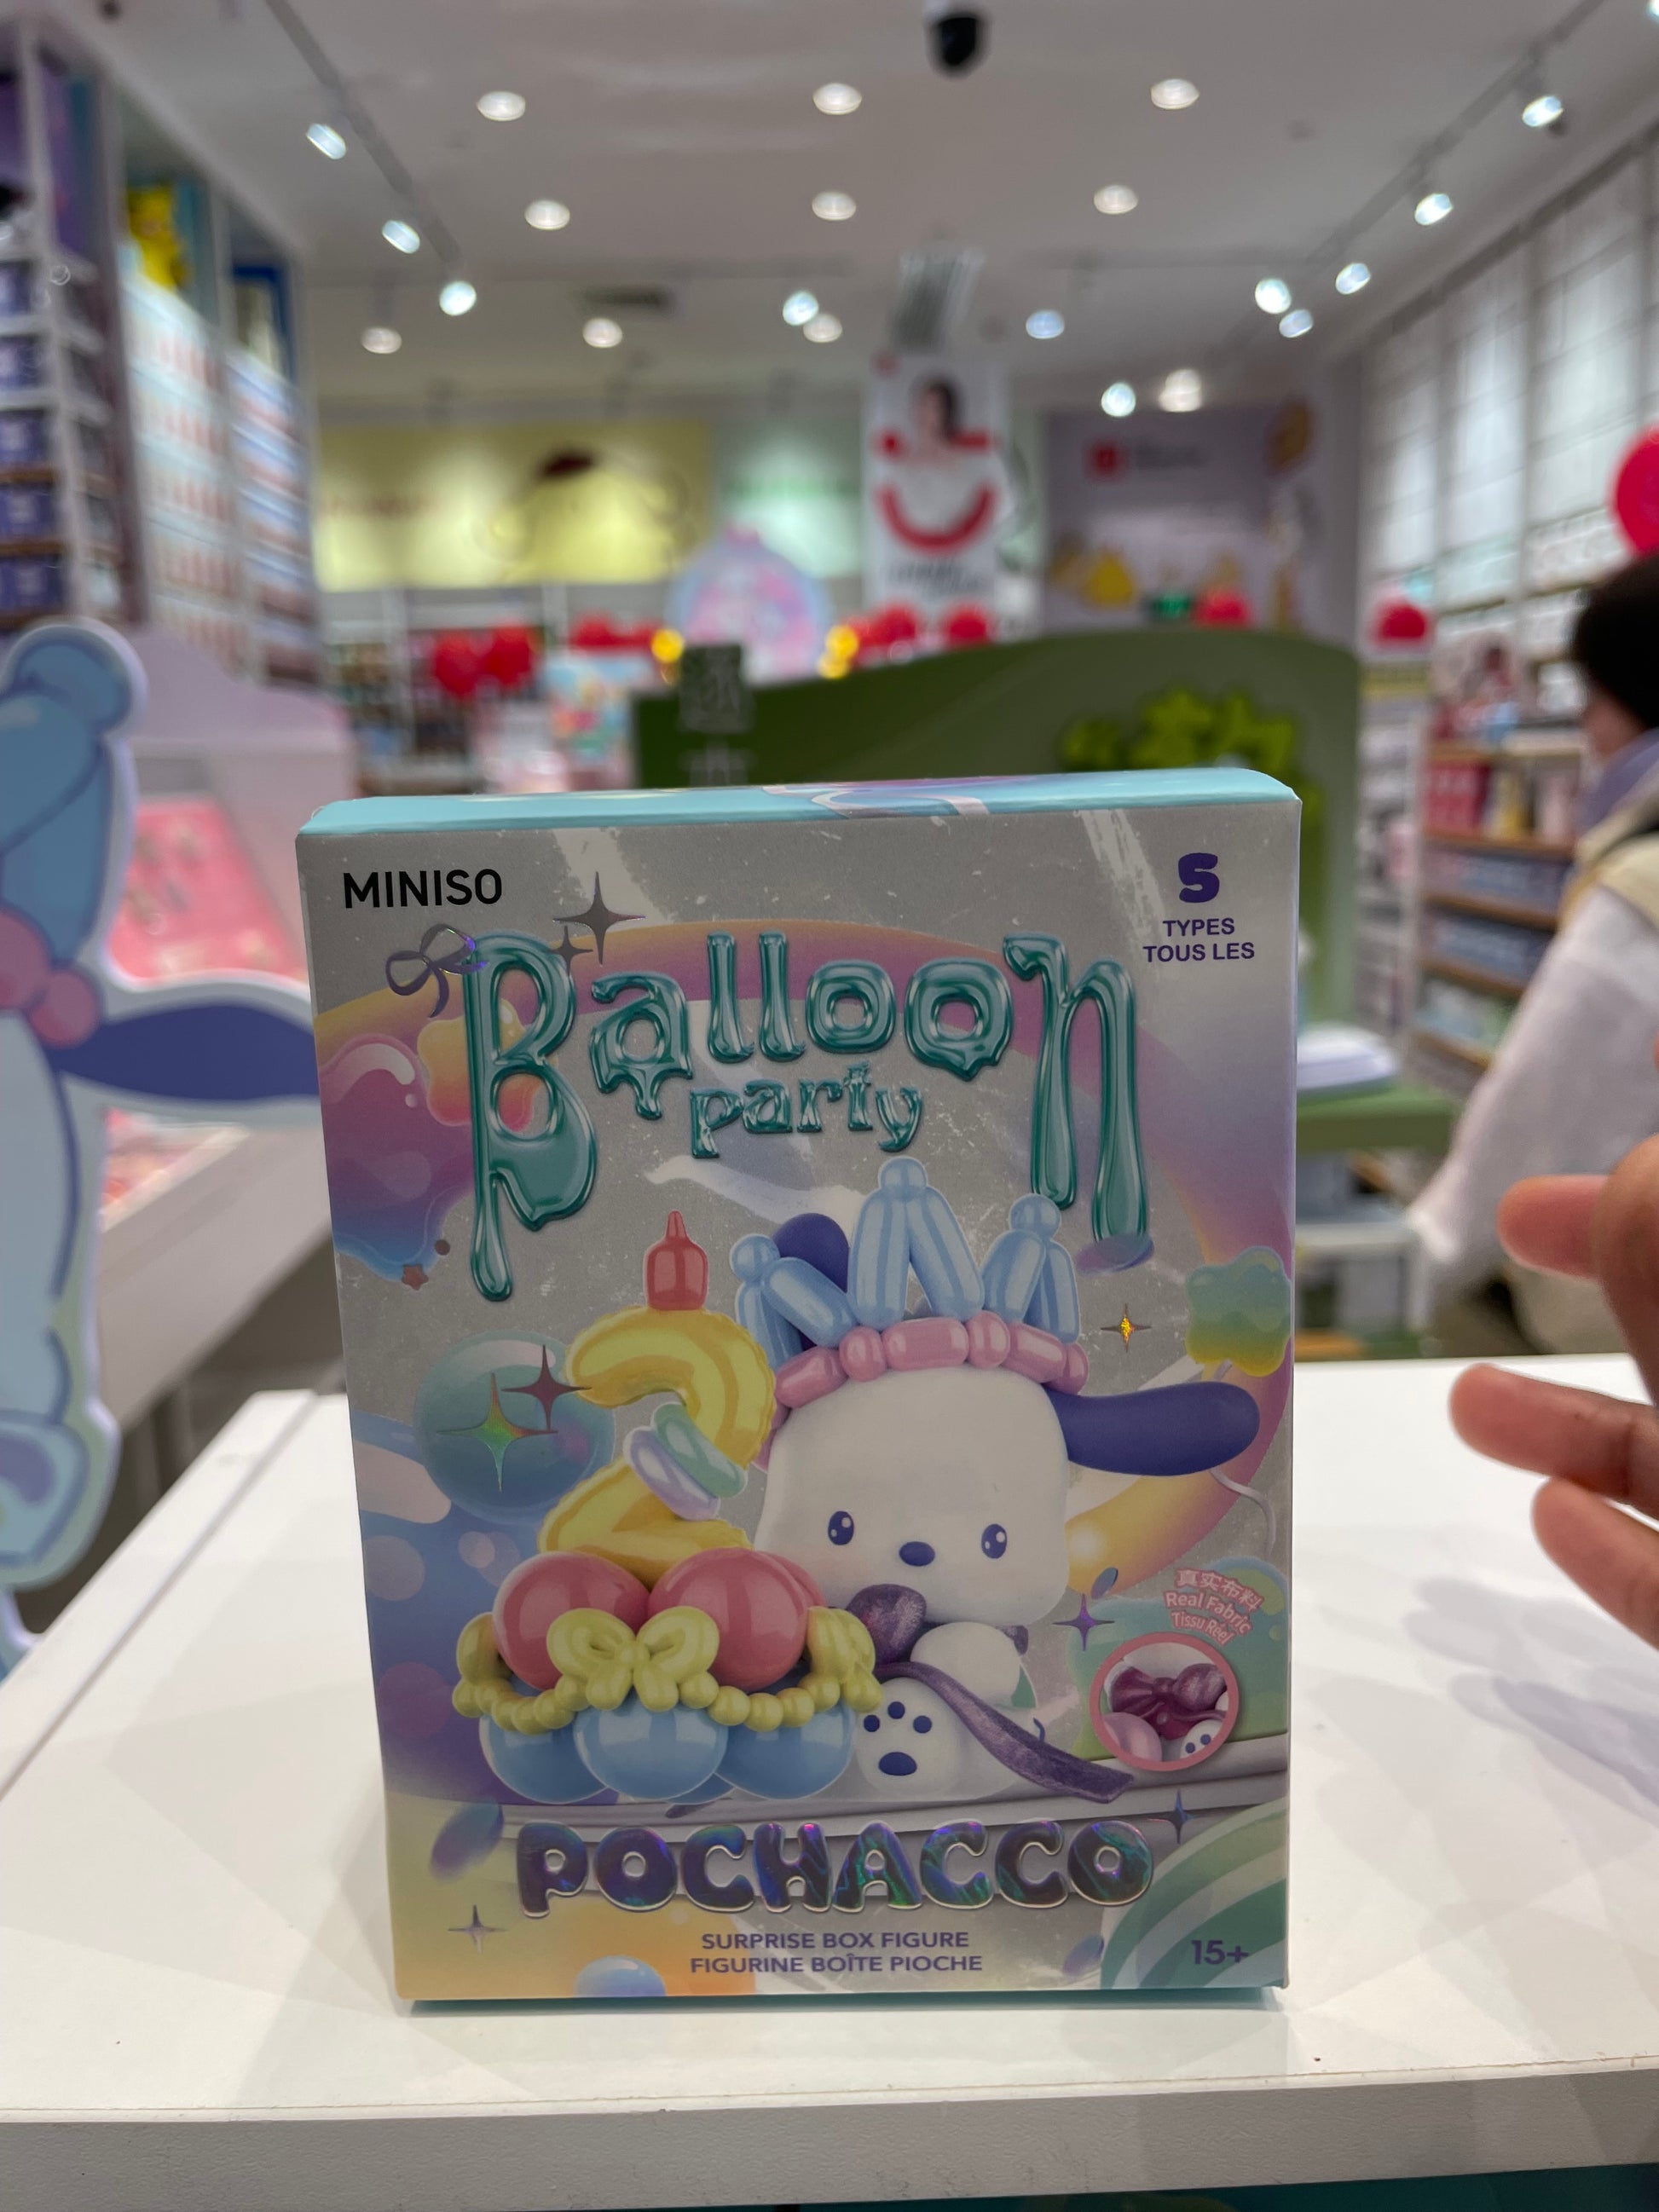 MINISO
5
TYPES
TOUS LES
Balloon
party
真实布料
Real Fabric
Tissu Réel
POCHACCO
SURPRISE BOX FIGURE
FIGURINE BOÎTE PIOCHE
15+